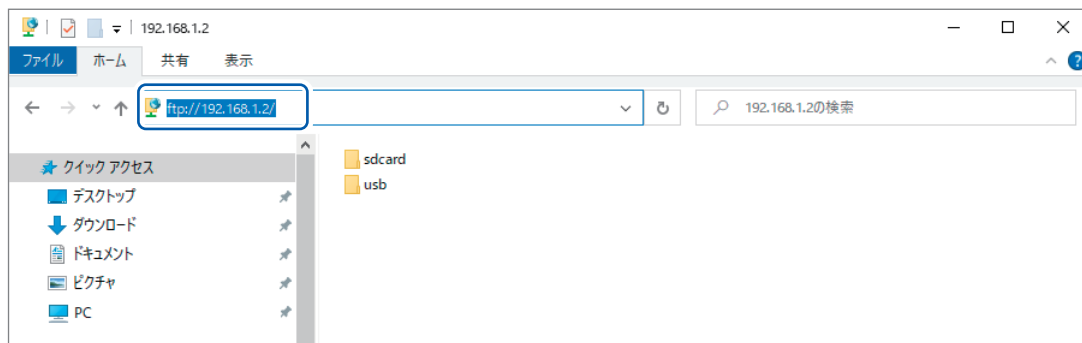 192.168.1.2
ファイル ホーム 共有 表示
ftp://192.168.1.2/ 192.168.1.2の検索
クイック アクセス
デスクトップ
ダウンロード
ドキュメント
ピクチャ
PC
sdcard
usb